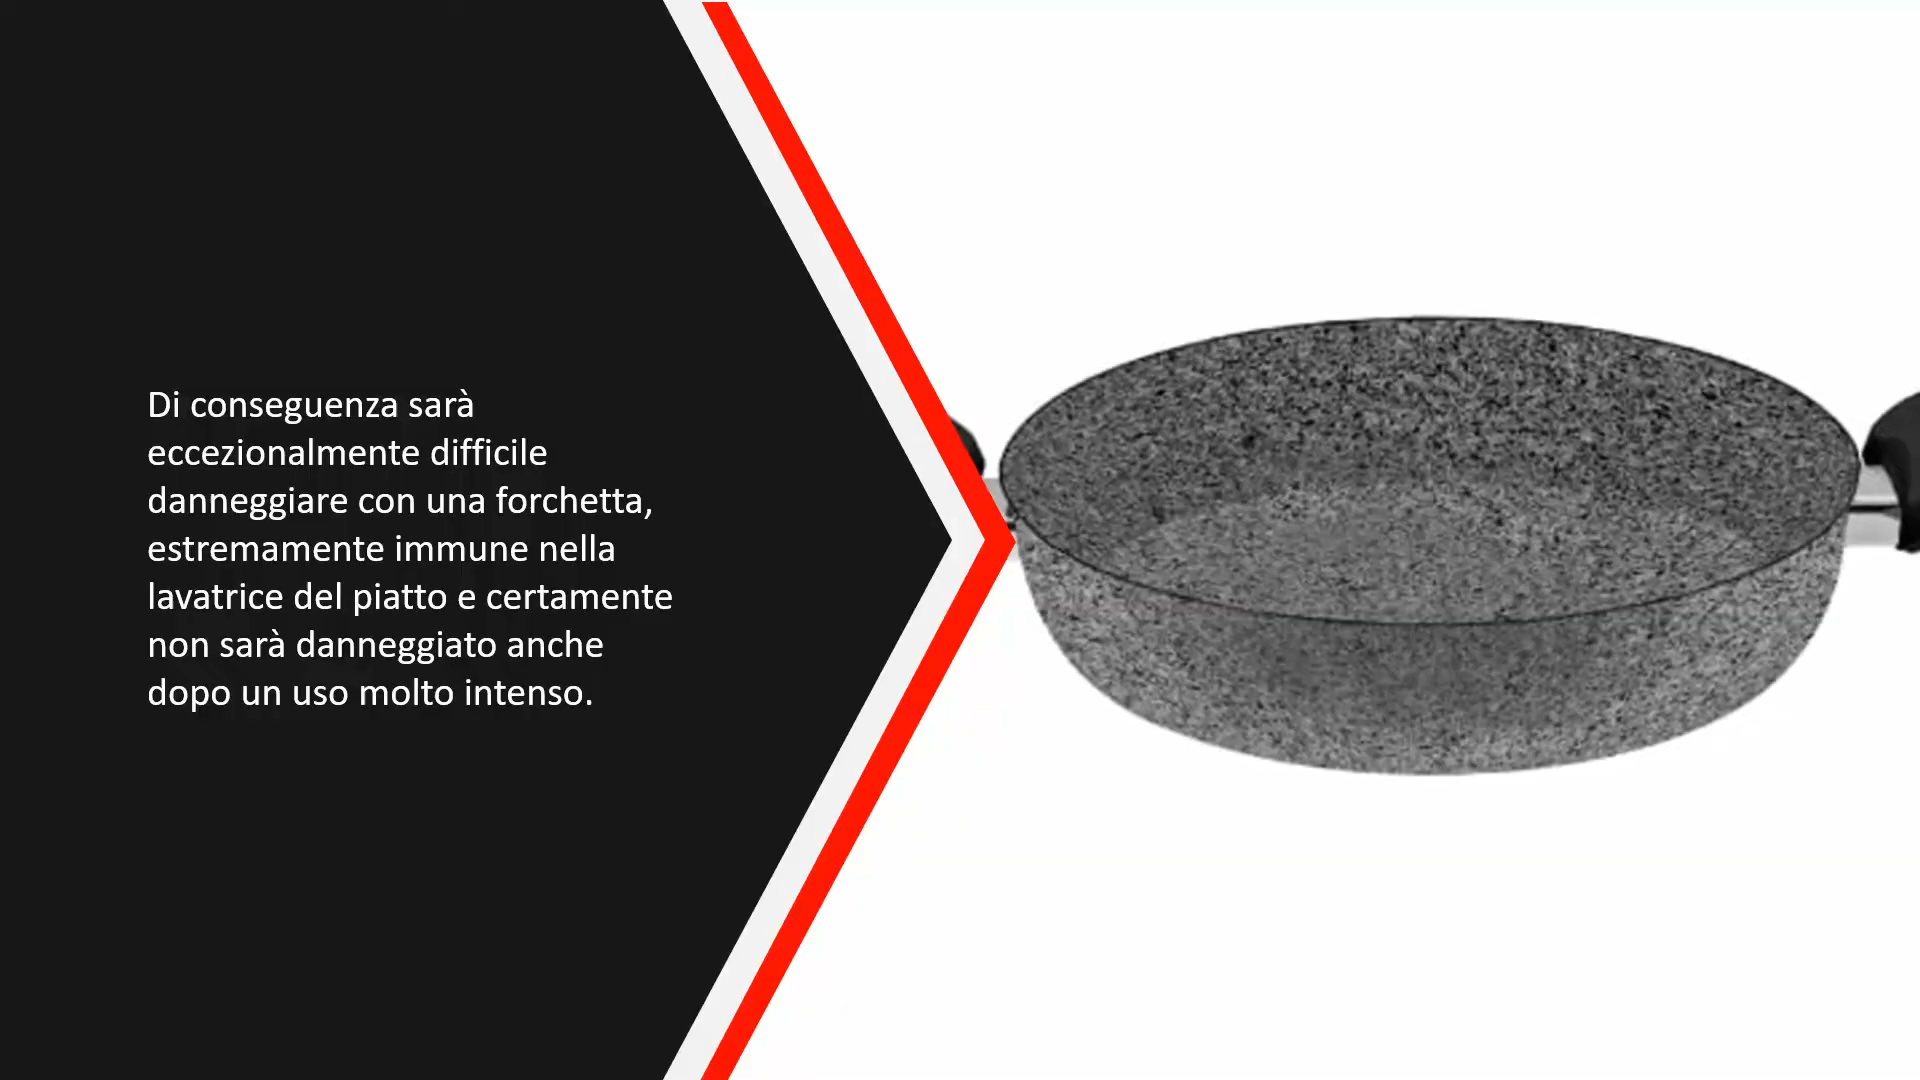 Di conseguenza sarà
eccezionalmente difficile
danneggiare con una forchetta,
estremamente immune nella
lavatrice del piatto e certamente
non sarà danneggiato anche
dopo un uso molto intenso.